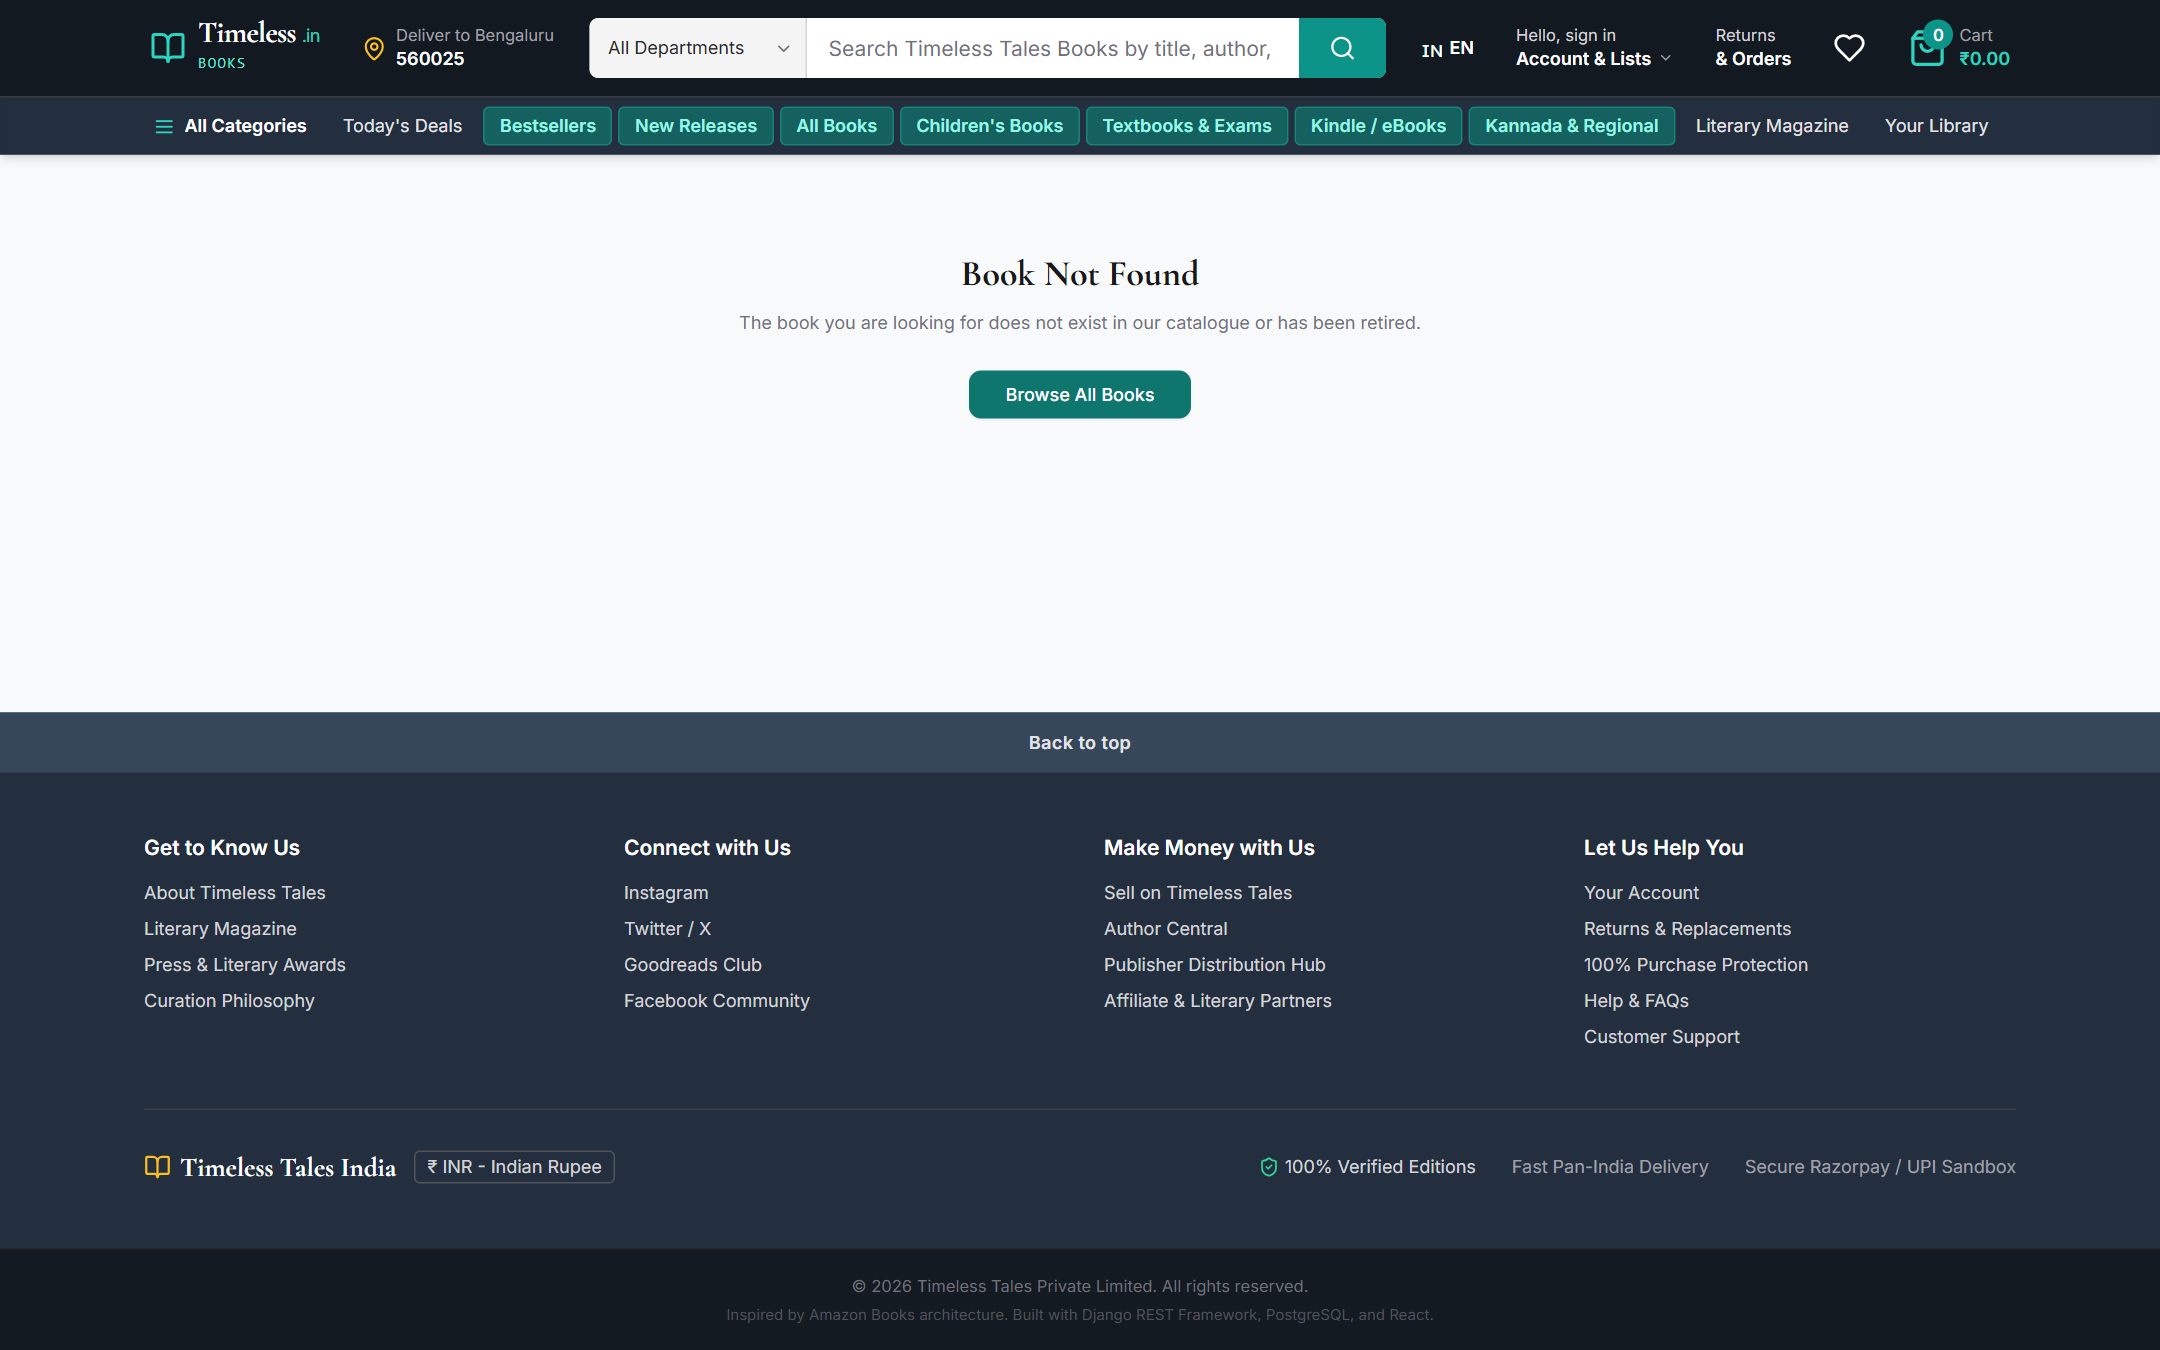 Timeless .in
BOOKS
Deliver to Bengaluru
560025
All Departments
Search Timeless Tales Books by title, author,
IN EN
Hello, sign in
Account & Lists
Returns
& Orders
0
Cart
₹0.00
All Categories
Today's Deals
Bestsellers
New Releases
All Books
Children's Books
Textbooks & Exams
Kindle / eBooks
Kannada & Regional
Literary Magazine
Your Library
Book Not Found
The book you are looking for does not exist in our catalogue or has been retired.
Browse All Books
Back to top
Get to Know Us
About Timeless Tales
Literary Magazine
Press & Literary Awards
Curation Philosophy
Connect with Us
Instagram
Twitter / X
Goodreads Club
Facebook Community
Make Money with Us
Sell on Timeless Tales
Author Central
Publisher Distribution Hub
Affiliate & Literary Partners
Let Us Help You
Your Account
Returns & Replacements
100% Purchase Protection
Help & FAQs
Customer Support
Timeless Tales India
₹ INR - Indian Rupee
100% Verified Editions
Fast Pan-India Delivery
Secure Razorpay / UPI Sandbox
© 2026 Timeless Tales Private Limited. All rights reserved.
Inspired by Amazon Books architecture. Built with Django REST Framework, PostgreSQL, and React.